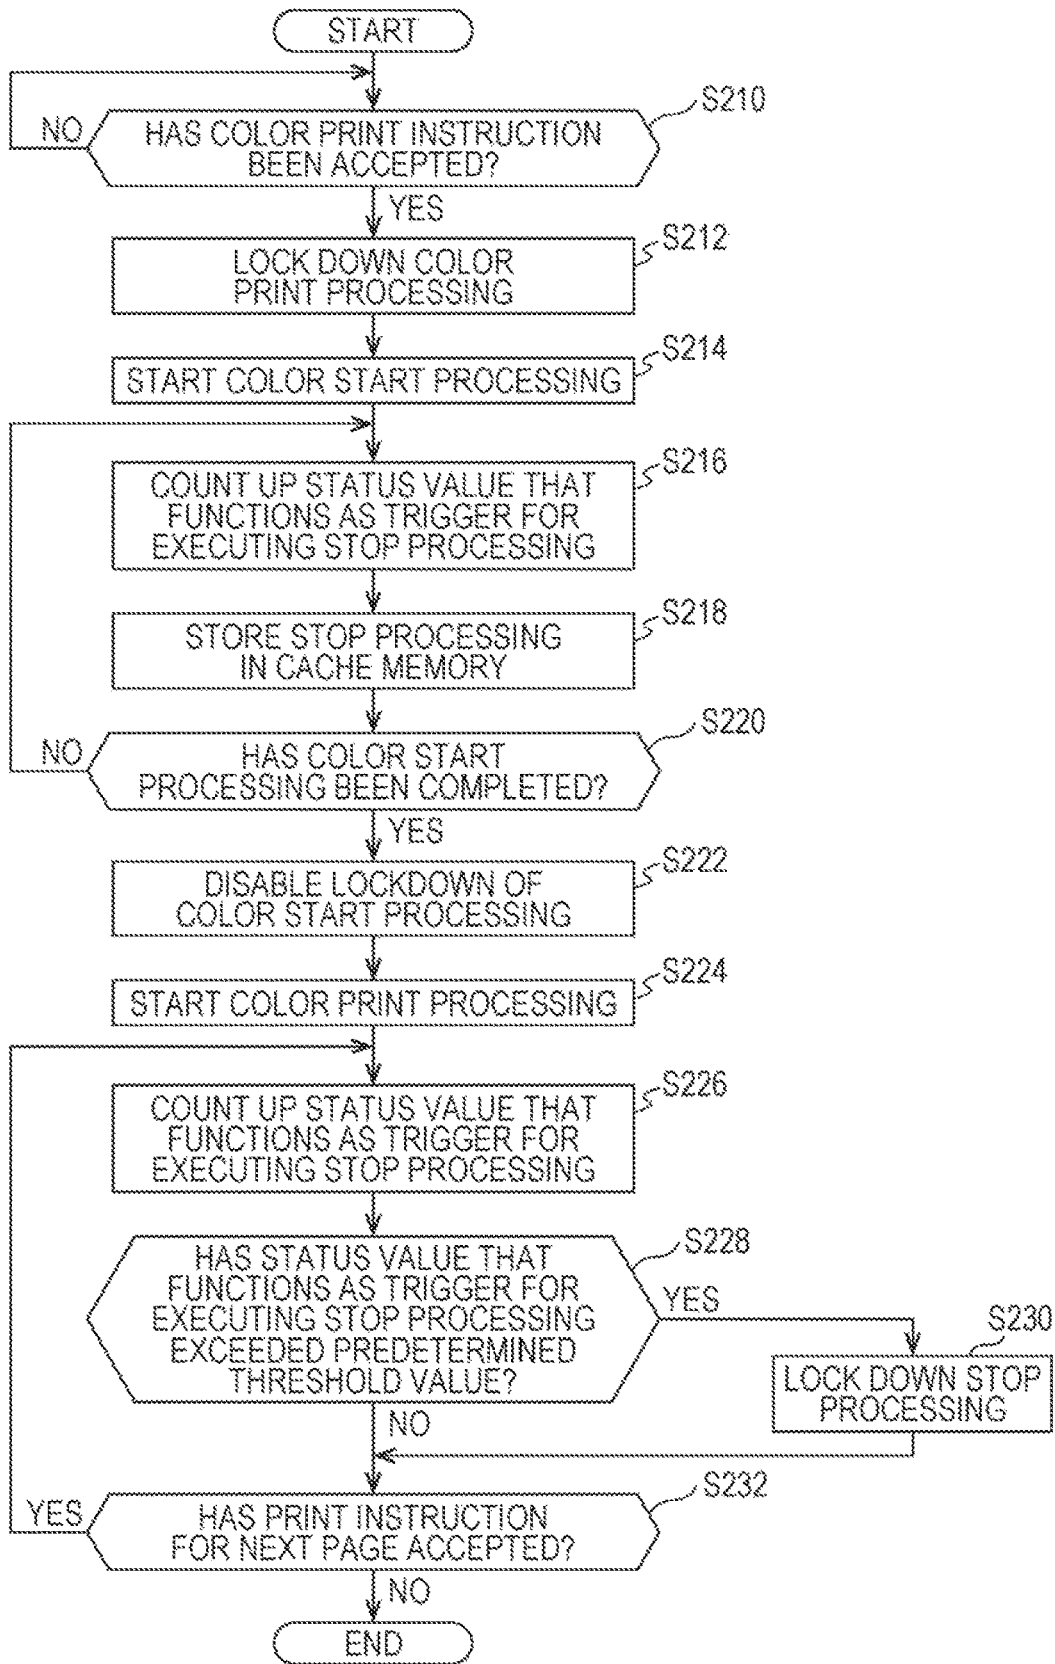 START
S210
NO
HAS COLOR PRINT INSTRUCTION
BEEN ACCEPTED?
YES
S212
LOCK DOWN COLOR
PRINT PROCESSING
S214
START COLOR START PROCESSING
S216
COUNT UP STATUS VALUE THAT
FUNCTIONS AS TRIGGER FOR
EXECUTING STOP PROCESSING
S218
STORE STOP PROCESSING
IN CACHE MEMORY
S220
NO
HAS COLOR START
PROCESSING BEEN COMPLETED?
YES
S222
DISABLE LOCKDOWN OF
COLOR START PROCESSING
S224
START COLOR PRINT PROCESSING
S226
COUNT UP STATUS VALUE THAT
FUNCTIONS AS TRIGGER FOR
EXECUTING STOP PROCESSING
S228
HAS STATUS VALUE THAT
FUNCTIONS AS TRIGGER FOR
EXECUTING STOP PROCESSING
EXCEEDED PREDETERMINED
THRESHOLD VALUE?
YES
S230
LOCK DOWN STOP
PROCESSING
NO
S232
YES
HAS PRINT INSTRUCTION
FOR NEXT PAGE ACCEPTED?
NO
END